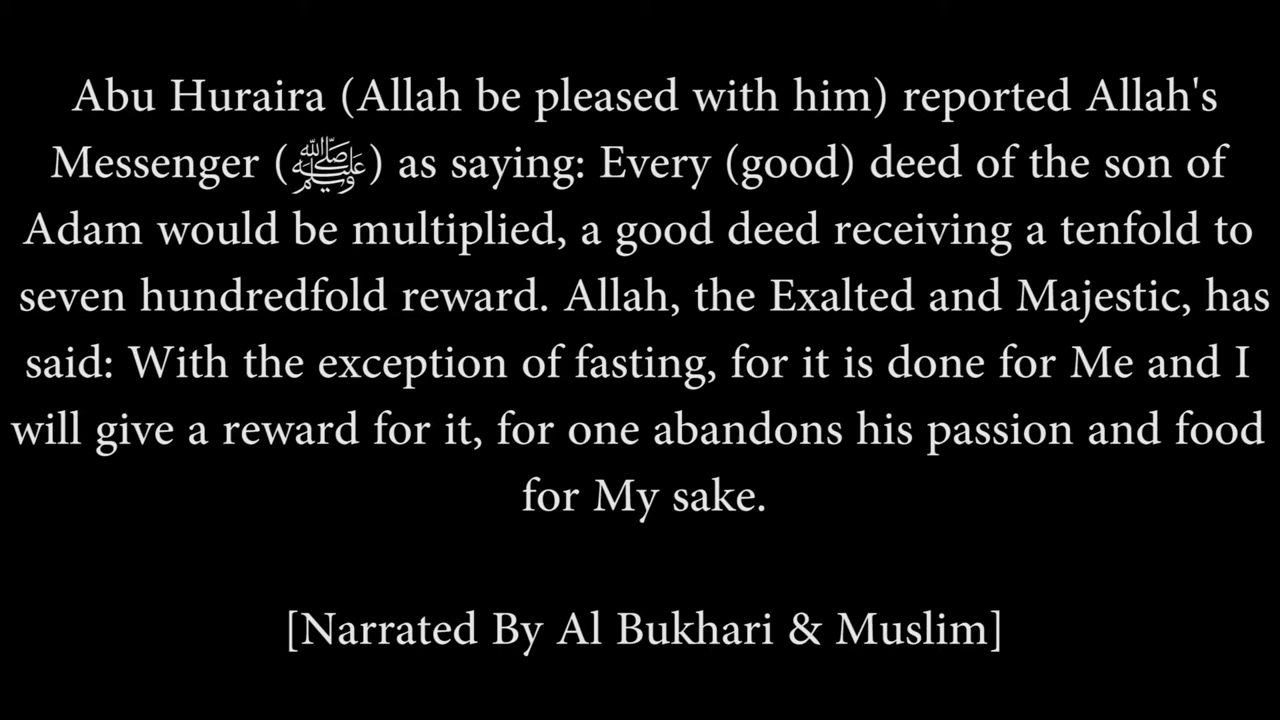 Abu Huraira (Allah be pleased with him) reported Allah's
Messenger (ﷺ) as saying: Every (good) deed of the son of
Adam would be multiplied, a good deed receiving a tenfold to
seven hundredfold reward. Allah, the Exalted and Majestic, has
said: With the exception of fasting, for it is done for Me and I
will give a reward for it, for one abandons his passion and food
for My sake.
[Narrated By Al Bukhari & Muslim]